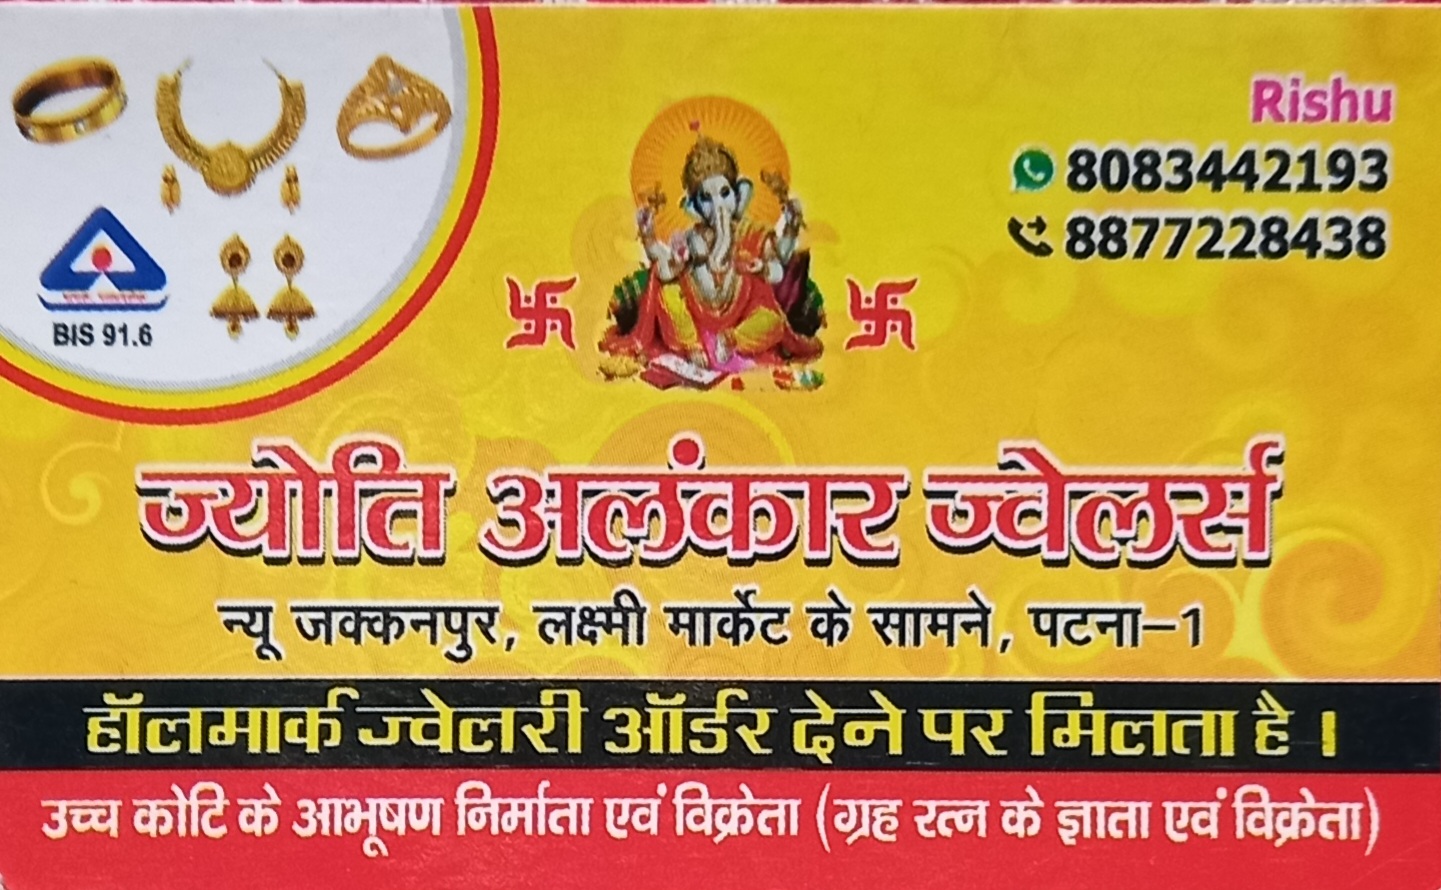 Rishu
8083442193
8877228438
BIS 91.6
ज्योति अलंकार ज्वेलर्स
न्यू जक्कनपुर, लक्ष्मी मार्केट के सामने, पटना–1
हॉलमार्क ज्वेलरी ऑर्डर देने पर मिलता है ।
उच्च कोटि के आभूषण निर्माता एवं विक्रेता (ग्रह रत्न के ज्ञाता एवं विक्रेता)